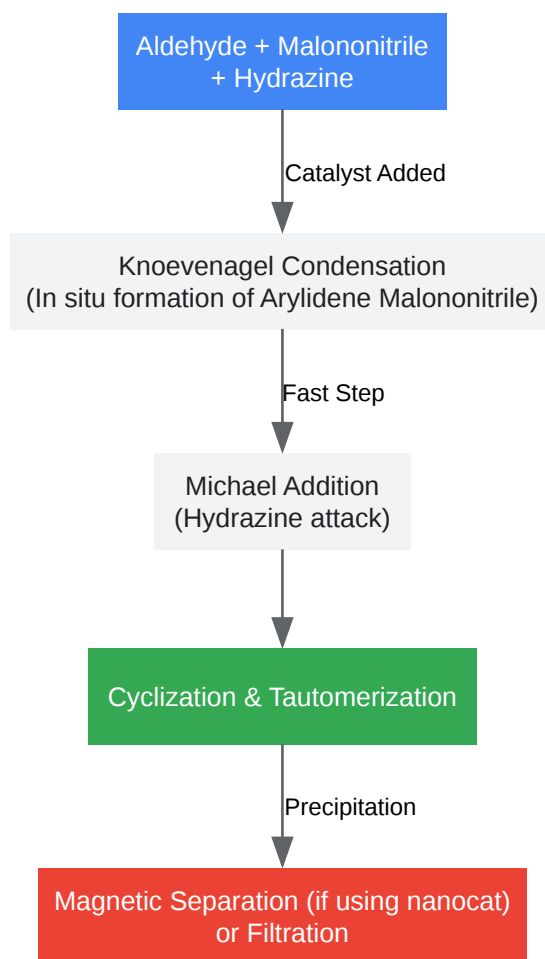 Aldehyde + Malononitrile
+ Hydrazine
Catalyst Added
Knoevenagel Condensation
(In situ formation of Arylidene Malononitrile)
Fast Step
Michael Addition
(Hydrazine attack)
Cyclization & Tautomerization
Precipitation
Magnetic Separation (if using nanocat)
or Filtration